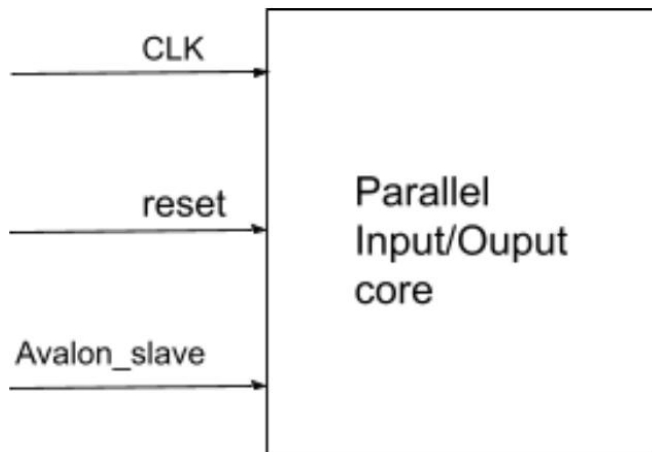 CLK
reset
Avalon_slave
Parallel
Input/Ouput
core